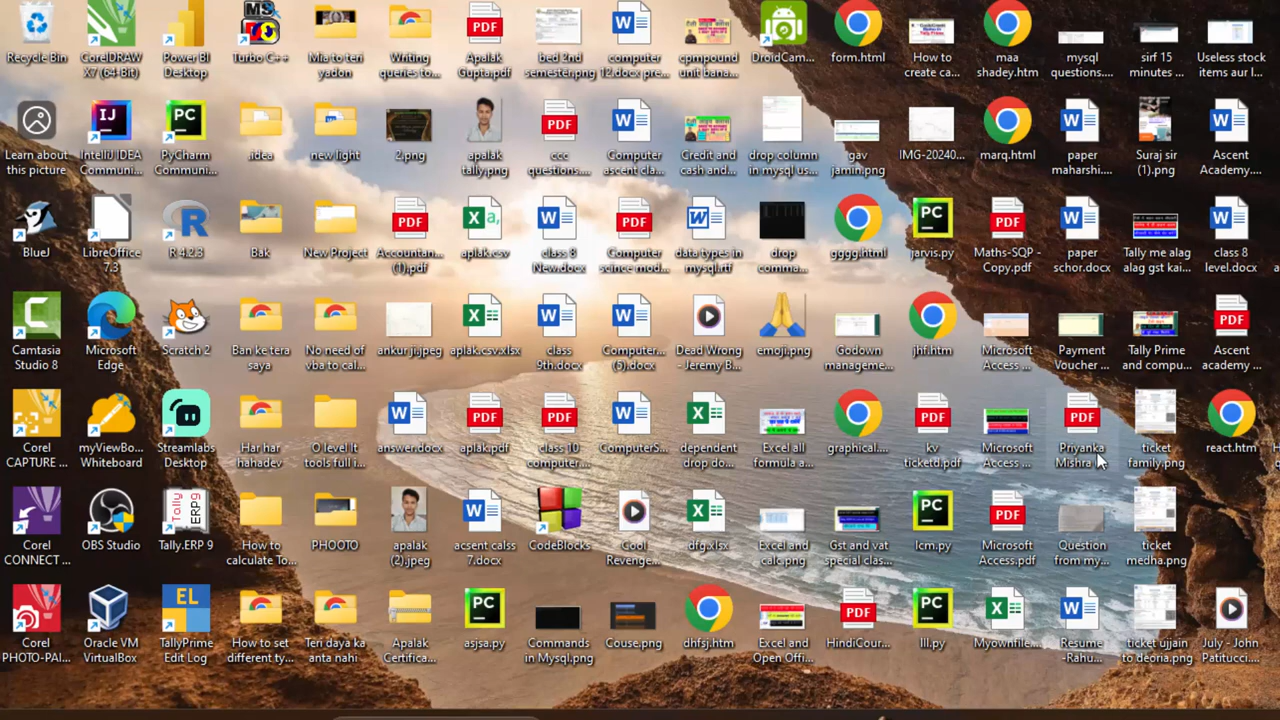 Recycle Bin
CorelDRAW X7 (64-Bit)
Power BI Desktop
Turbo C++
Maa to teri yadon
Writing queries to...
Apalak Gupta.pdf
bed 2nd semester.png
computer 12.docx pre...
cpmpound unit bana...
DroidCam...
form.html
How to create ca...
maa shadey.htm
mysql questions....
sirf 15 minutes ...
Useless stock items aur l...
Learn about this picture
IntelliJ IDEA Communi...
PyCharm Communi...
.idea
new light
2.png
apalak tally.png
ccc questions....
Computer ascent cla...
Credit and cash and...
drop column in mysql us...
gav jamin.png
IMG-20240...
marq.html
paper maharshi....
Suraj sir (1).png
Ascent Academy....
BlueJ
LibreOffice 7.3
R 4.2.3
Bak
New Project
Accountan... (1).pdf
aplak.csv
class 8 New.docx
Computer scince mod...
data types in mysql.rtf
drop comma...
gggg.html
jarvis.py
Maths-SQP - Copy.pdf
paper schor.docx
Tally me alag alag gst kai...
class 8 level.docx
Camtasia Studio 8
Microsoft Edge
Scratch 2
Ban ke tera saya
No need of vba to cal...
ankur ji.jpeg
aplak.csv.xlsx
class 9th.docx
Computer... (5).docx
Dead Wrong - Jeremy B...
emoji.png
Godown manageme...
jhf.htm
Microsoft Access ...
Payment Voucher ...
Tally Prime and compu...
Ascent academy ...
Corel CAPTURE ...
myViewBo... Whiteboard
Streamlabs Desktop
Har har hahadev
O level it tools full i...
answer.docx
aplak.pdf
class 10 computer....
ComputerS...
dependent drop do...
Excel all formula a...
graphical....
kv ticketd.pdf
Microsoft Access ...
Priyanka Mishra
ticket family.png
react.htm
Corel CONNECT ...
OBS Studio
Tally.ERP 9
How to calculate To...
PHOOTO
apalak (2).jpeg
acsent calss 7.docx
CodeBlocks
Cool Revenge...
dfg.xlsx
Excel and calc.png
Gst and vat special clas...
lcm.py
Microsoft Access.pdf
Question from my...
ticket medha.png
Corel PHOTO-PAI...
Oracle VM VirtualBox
TallyPrime Edit Log
How to set different ty...
Teri daya ka anta nahi
Apalak Certifica...
asjsa.py
Commands in Mysql.png
Couse.png
dhfsj.htm
Excel and Open Offi...
HindiCour...
lll.py
Myownfile...
Resume -Rahu...
ticket ujjain to deoria.png
July - John Patitucci....